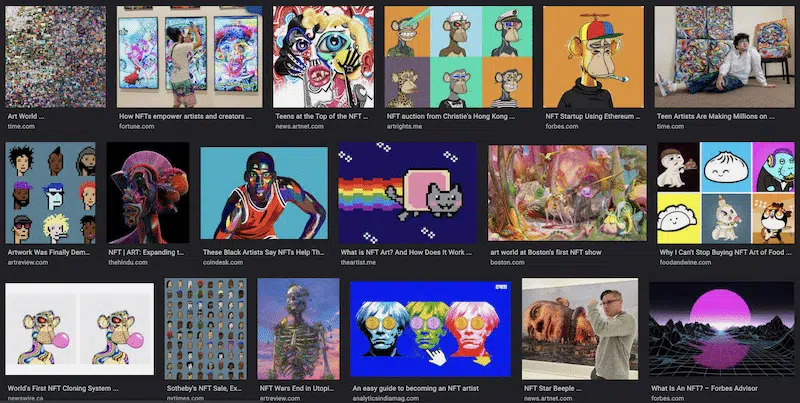 Art World ...
time.com
How NFTs empower artists and creators ...
fortune.com
Teens at the Top of the NFT ...
news.artnet.com
NFT auction from Christie's Hong Kong ...
artrights.me
NFT Startup Using Ethereum ...
forbes.com
Teen Artists Are Making Millions on ...
time.com
Artwork Was Finally Dem...
artreview.com
NFT | ART: Expanding t...
thehindu.com
These Black Artists Say NFTs Help Th...
coindesk.com
What is NFT Art? And How Does It Work ...
theartist.me
art world at Boston's first NFT show
boston.com
Why I Can't Stop Buying NFT Art of Food ...
foodandwine.com
World's First NFT Cloning System ...
newswire.ca
Sotheby's NFT Sale, Ex...
nytimes.com
NFT Wars End in Utopi...
artreview.com
An easy guide to becoming an NFT artist
analyticsindiamag.com
NFT Star Beeple ...
news.artnet.com
What Is An NFT? – Forbes Advisor
forbes.com